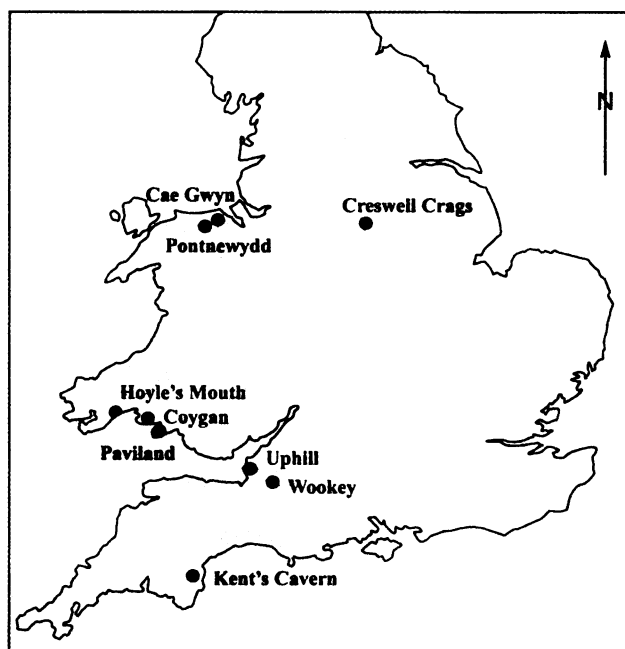 N
Cae Gwyn
Creswell Crags
Pontnewydd
Hoyle's Mouth
Coygan
Paviland
Uphill
Wookey
Kent's Cavern